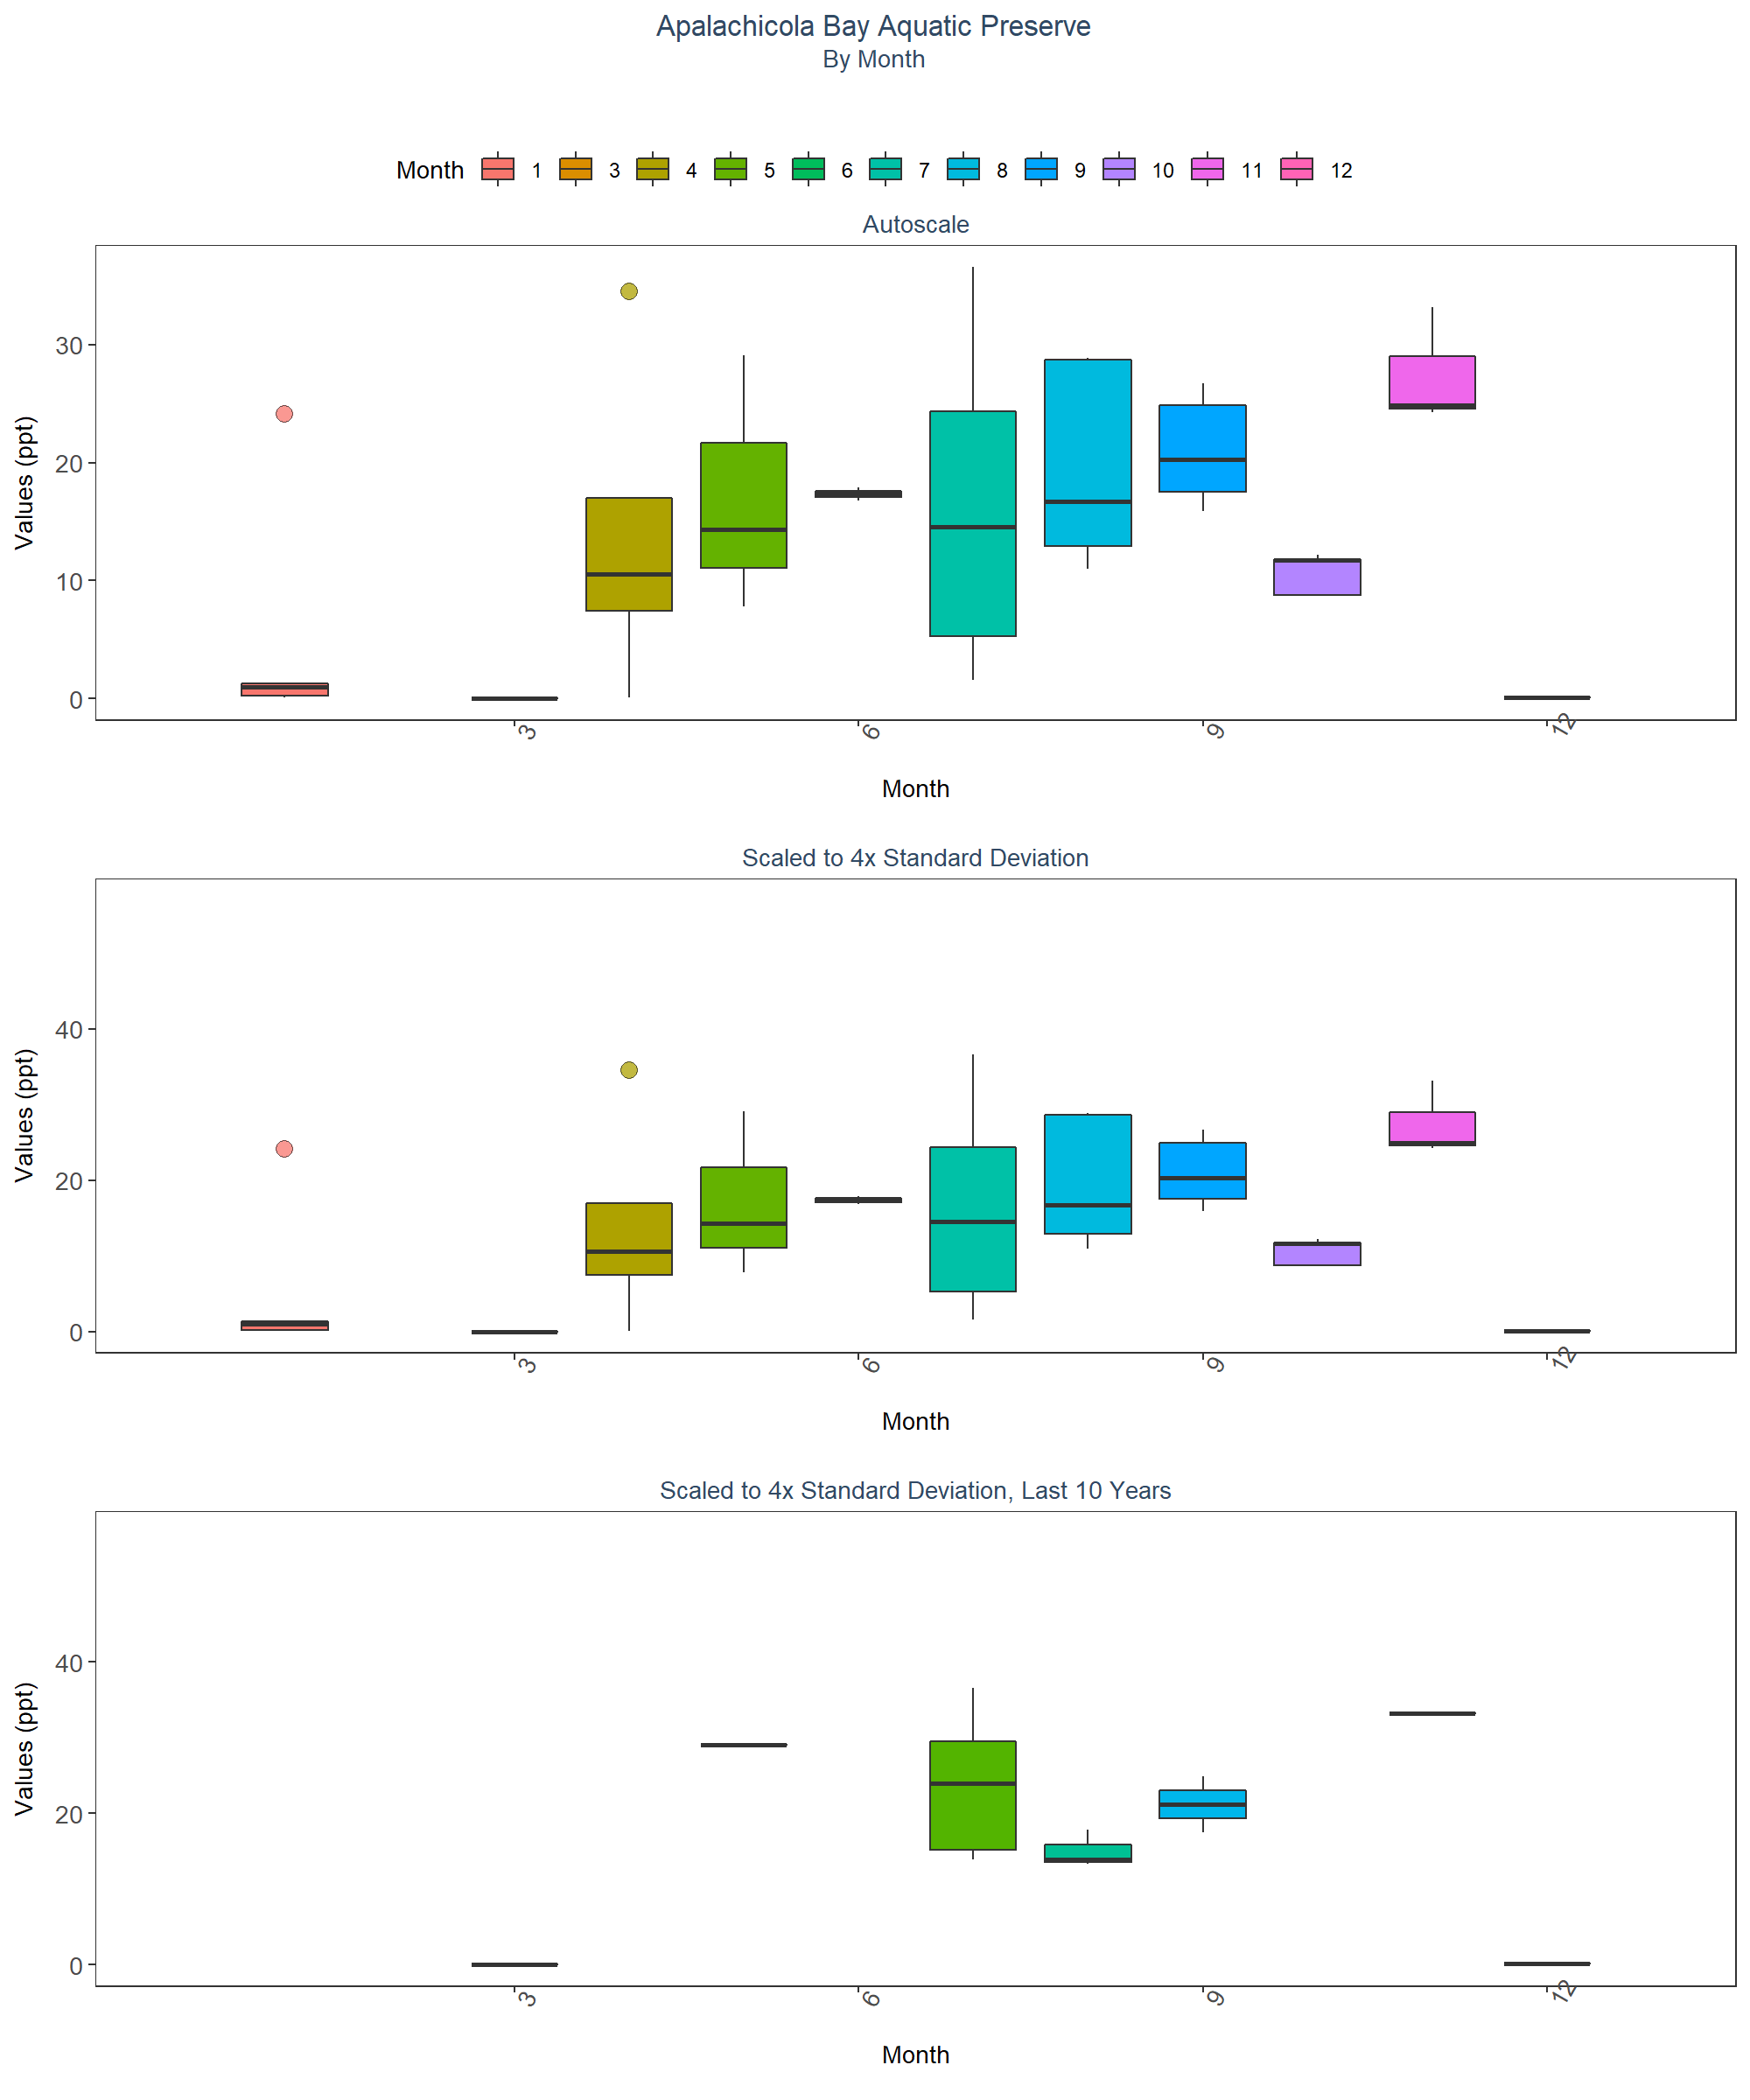 Apalachicola Bay Aquatic Preserve
By Month
Month 1 3 4 5 6 7 8 9 10 11 12
Autoscale
Values (ppt)
30
20
10
0
3 6 9 12
Month
Scaled to 4x Standard Deviation
Values (ppt)
40
20
0
3 6 9 12
Month
Scaled to 4x Standard Deviation, Last 10 Years
Values (ppt)
40
20
0
3 6 9 12
Month